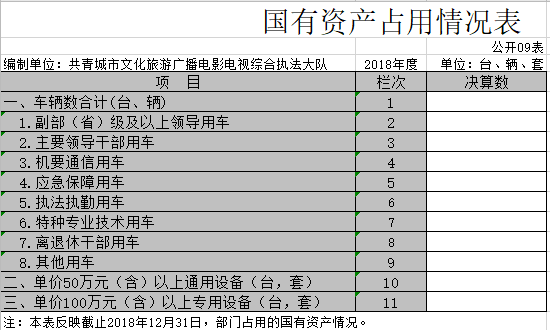 国有资产占用情况表
公开09表
编制单位：共青城市文化旅游广播电影电视综合执法大队 2018年度 单位：台、辆、套
项 目 栏次 决算数
一、车辆数合计(台、辆) 1
1.副部（省）级及以上领导用车 2
2.主要领导干部用车 3
3.机要通信用车 4
4.应急保障用车 5
5.执法执勤用车 6
6.特种专业技术用车 7
7.离退休干部用车 8
8.其他用车 9
二、单价50万元（含）以上通用设备（台，套） 10
三、单价100万元（含）以上专用设备（台，套） 11
注：本表反映截止2018年12月31日，部门占用的国有资产情况。